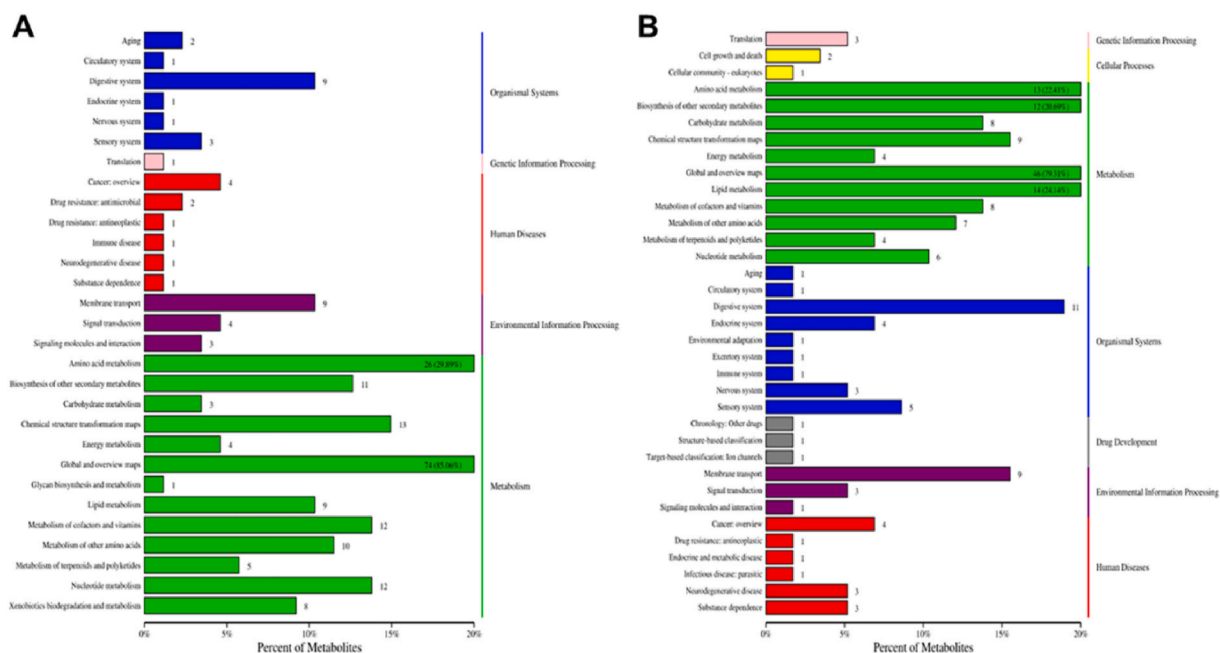 A
Aging 2
Circulatory system 1
Digestive system 9
Endocrine system 1
Nervous system 1
Sensory system 3
Organismal Systems
Translation 1
Genetic Information Processing
Cancer: overview 4
Drug resistance: antimicrobial 2
Drug resistance: antineoplastic 1
Immune disease 1
Neurodegenerative disease 1
Substance dependence 1
Human Diseases
Membrane transport 9
Signal transduction 4
Signaling molecules and interaction 3
Environmental Information Processing
Amino acid metabolism 26 (29.89%)
Biosynthesis of other secondary metabolites 11
Carbohydrate metabolism 3
Chemical structure transformation maps 13
Energy metabolism 4
Global and overview maps 74 (85.06%)
Glycan biosynthesis and metabolism 1
Lipid metabolism 9
Metabolism of cofactors and vitamins 12
Metabolism of other amino acids 10
Metabolism of terpenoids and polyketides 5
Nucleotide metabolism 12
Xenobiotics biodegradation and metabolism 8
Metabolism
0% 5% 10% 15% 20%
Percent of Metabolites
B
Translation 3
Genetic Information Processing
Cell growth and death 2
Cellular community - eukaryotes 1
Cellular Processes
Amino acid metabolism 13 (22.41%)
Biosynthesis of other secondary metabolites 12 (20.69%)
Carbohydrate metabolism 8
Chemical structure transformation maps 9
Energy metabolism 4
Global and overview maps 46 (79.31%)
Lipid metabolism 14 (24.14%)
Metabolism of cofactors and vitamins 8
Metabolism of other amino acids 7
Metabolism of terpenoids and polyketides 4
Nucleotide metabolism 6
Metabolism
Aging 1
Circulatory system 1
Digestive system 11
Endocrine system 4
Environmental adaptation 1
Excretory system 1
Immune system 1
Nervous system 3
Sensory system 5
Organismal Systems
Chronology: Other drugs 1
Structure-based classification 1
Target-based classification: Ion channels 1
Drug Development
Membrane transport 9
Signal transduction 3
Signaling molecules and interaction 1
Environmental Information Processing
Cancer: overview 4
Drug resistance: antineoplastic 1
Endocrine and metabolic disease 1
Infectious disease: parasitic 1
Neurodegenerative disease 3
Substance dependence 3
Human Diseases
0% 5% 10% 15% 20%
Percent of Metabolites